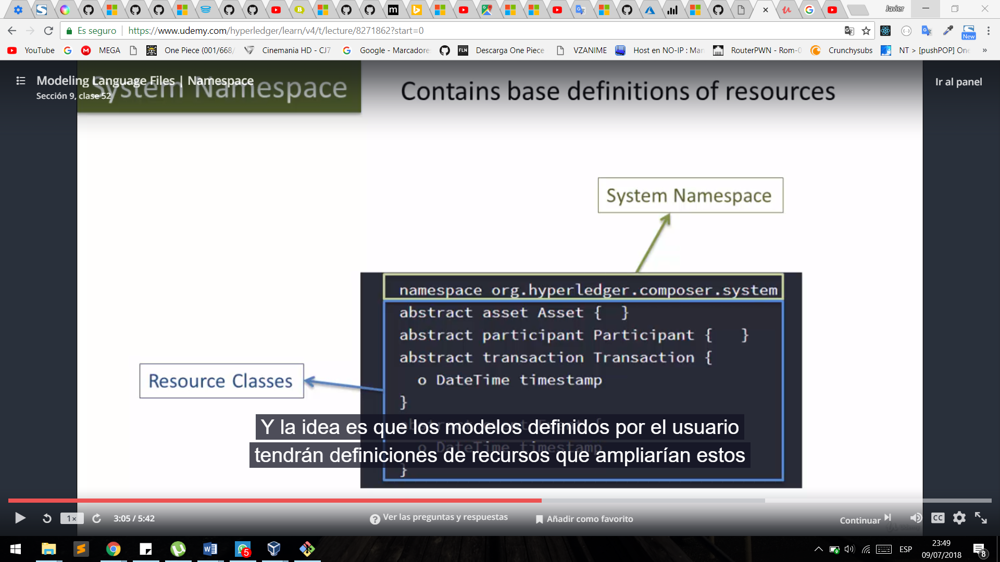 Javier
Es seguro
https://www.udemy.com/hyperledger/learn/v4/t/lecture/8271862?start=0
New
YouTube
MEGA
One Piece (001/668/
Cinemania HD - CJ7
Google - Marcadore
FLN
Descarga One Piece
VZANIME
Host en NO-IP : Man
RouterPWN - Rom-0
Crunchysubs
NT > [pushPOP] One
»
Modeling Language Files | Namespace
Sección 9, clase 52
System Namespace
Contains base definitions of resources
Ir al panel
System Namespace
namespace org.hyperledger.composer.system
abstract asset Asset { }
abstract participant Participant { }
abstract transaction Transaction {
o DateTime timestamp
}
Resource Classes
o DateTime timestamp
}
Y la idea es que los modelos definidos por el usuario
tendrán definiciones de recursos que ampliarían estos
1×
3:05 / 5:42
Ver las preguntas y respuestas
Añadir como favorito
Continuar
CC
5
ESP
23:49
09/07/2018
8